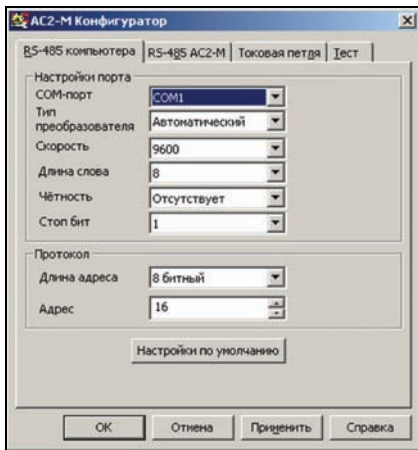 АС2-М Конфигуратор
RS-485 компьютера RS-485 АС2-М Токовая петля Тест
Настройки порта
COM-порт COM1
Тип
преобразователя Автоматический
Скорость 9600
Длина слова 8
Чётность Отсутствует
Стоп бит 1
Протокол
Длина адреса 8 битный
Адрес 16
Настройки по умолчанию
OK Отмена Применить Справка